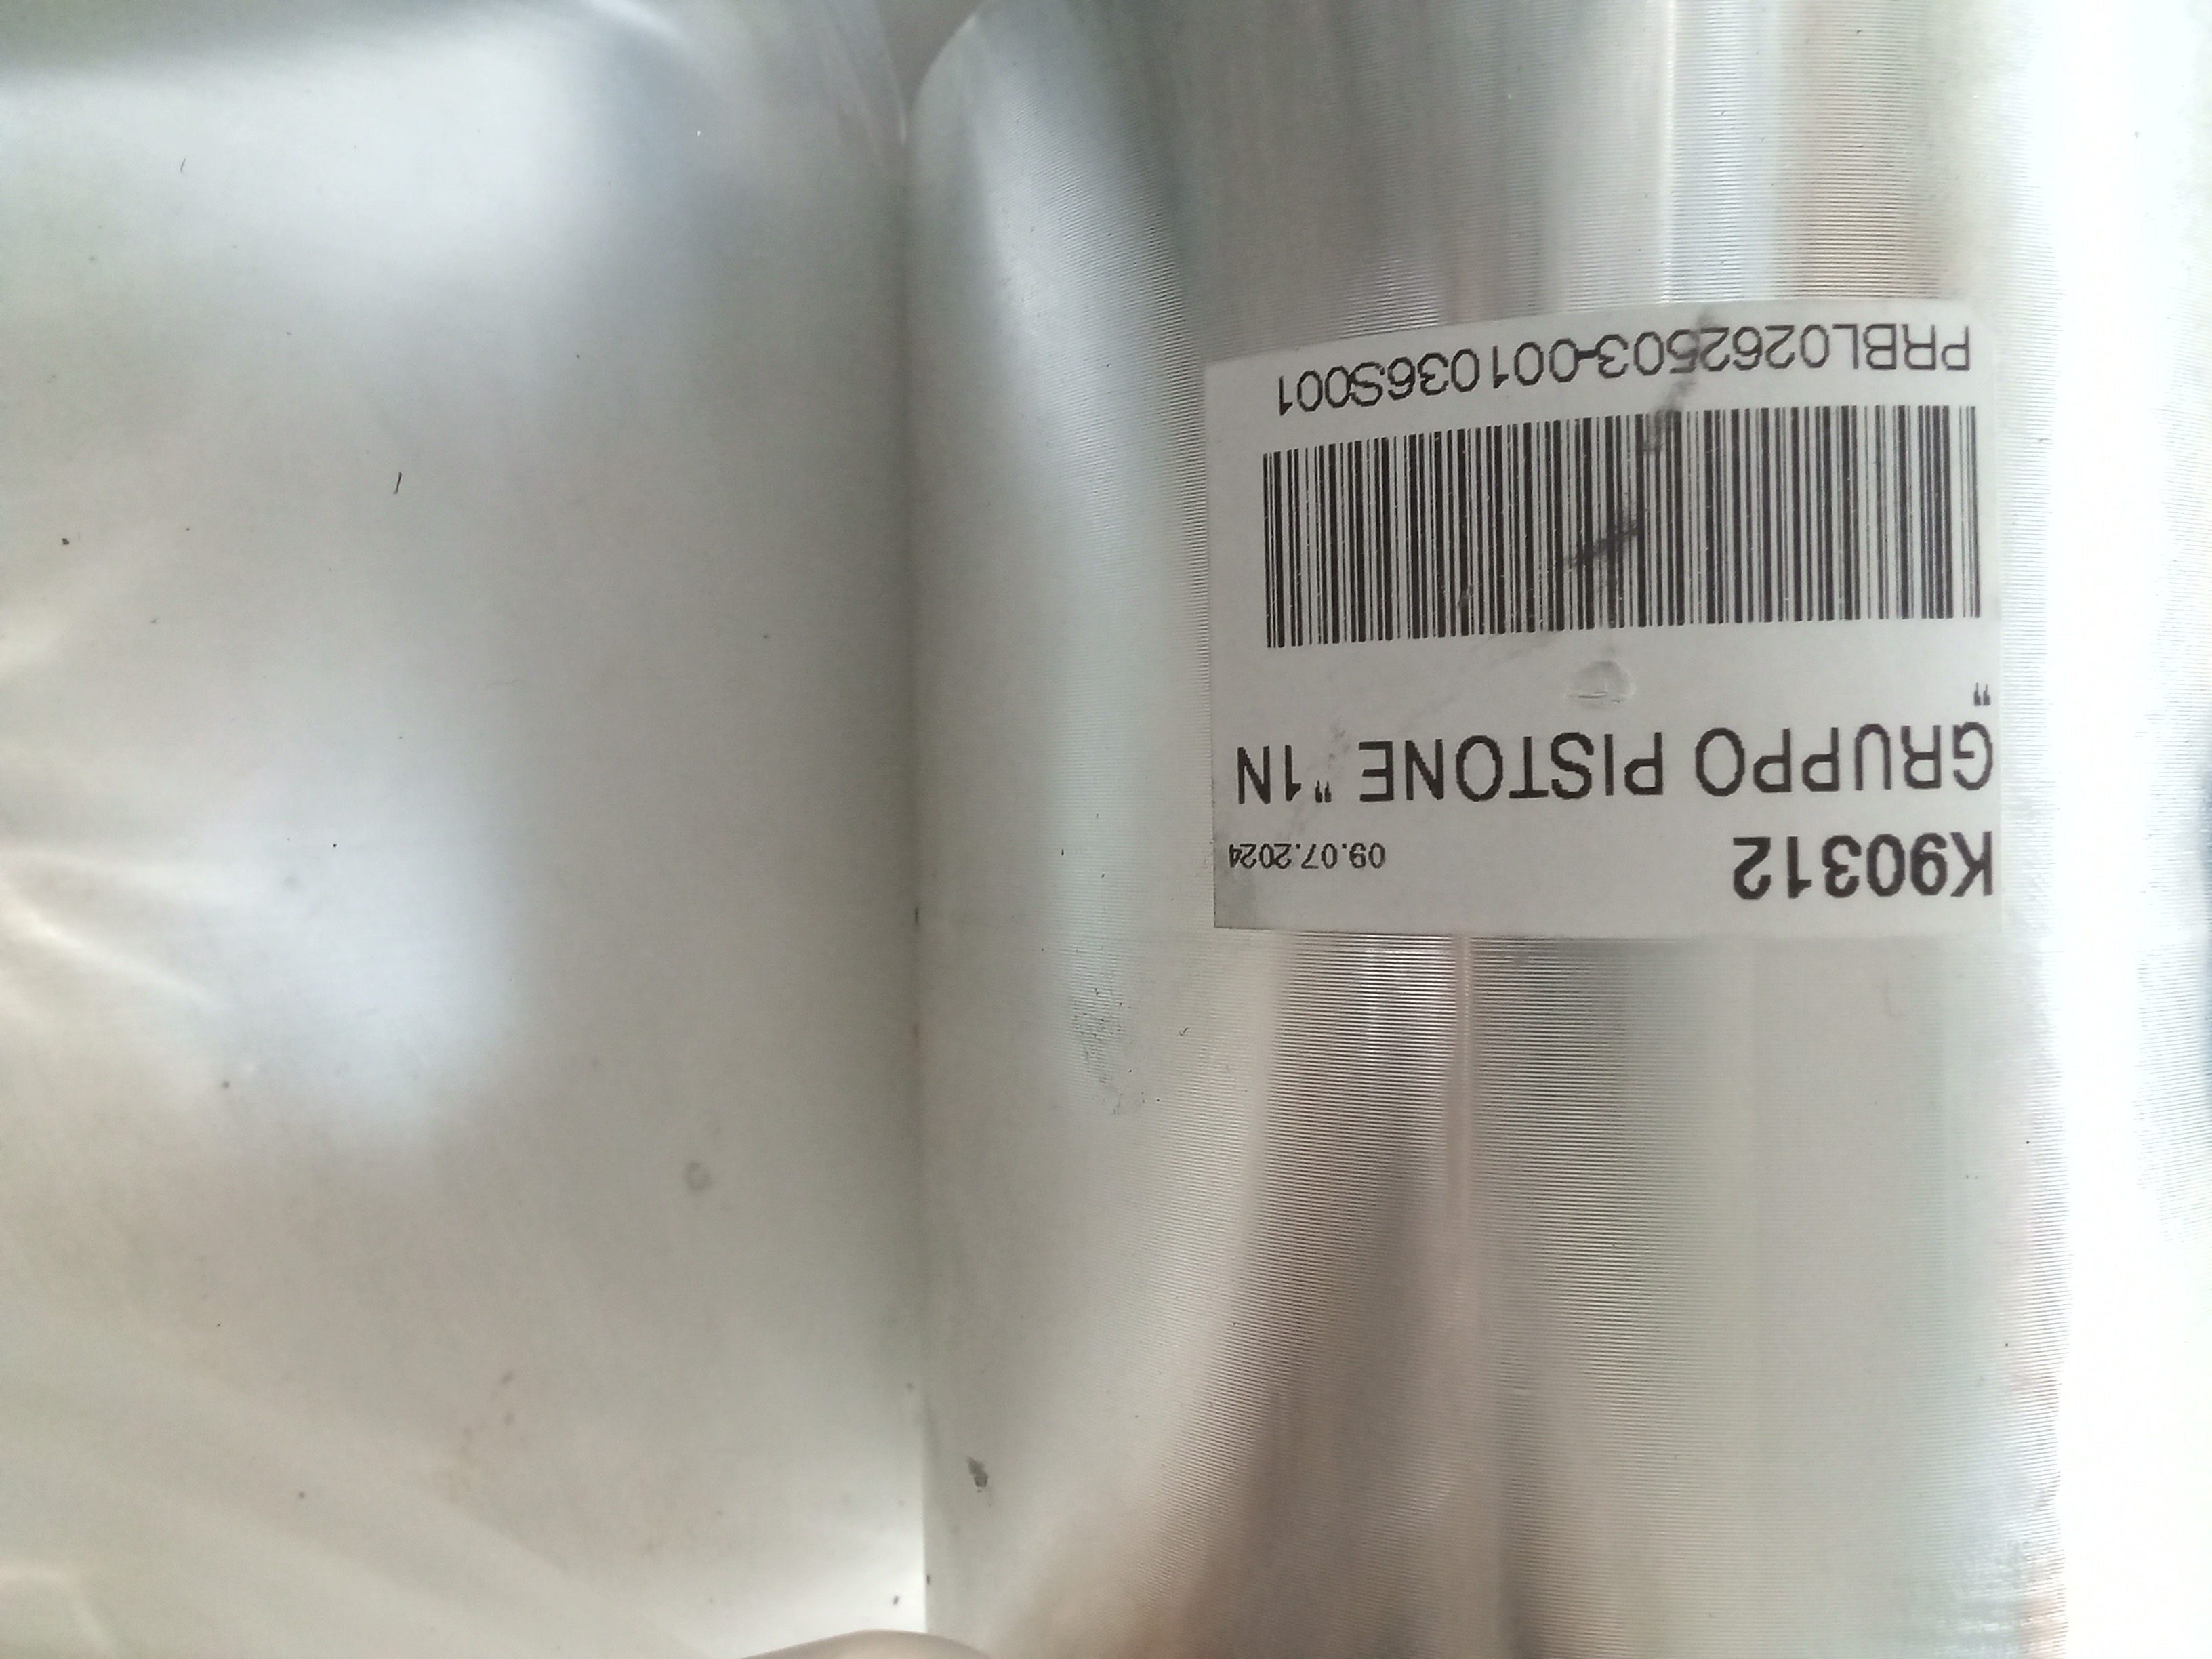 K90312
09.07.2024
GRUPPO PISTONE "1N
"
PRBL0262503-001036S001